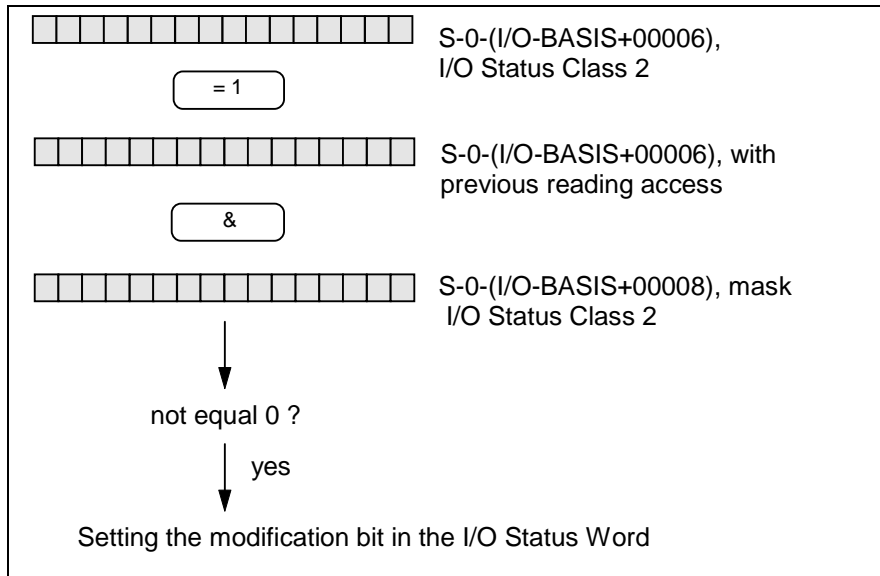 S-0-(I/O-BASIS+00006),
I/O Status Class 2
= 1
S-0-(I/O-BASIS+00006), with
previous reading access
&
S-0-(I/O-BASIS+00008), mask
I/O Status Class 2
not equal 0 ?
yes
Setting the modification bit in the I/O Status Word